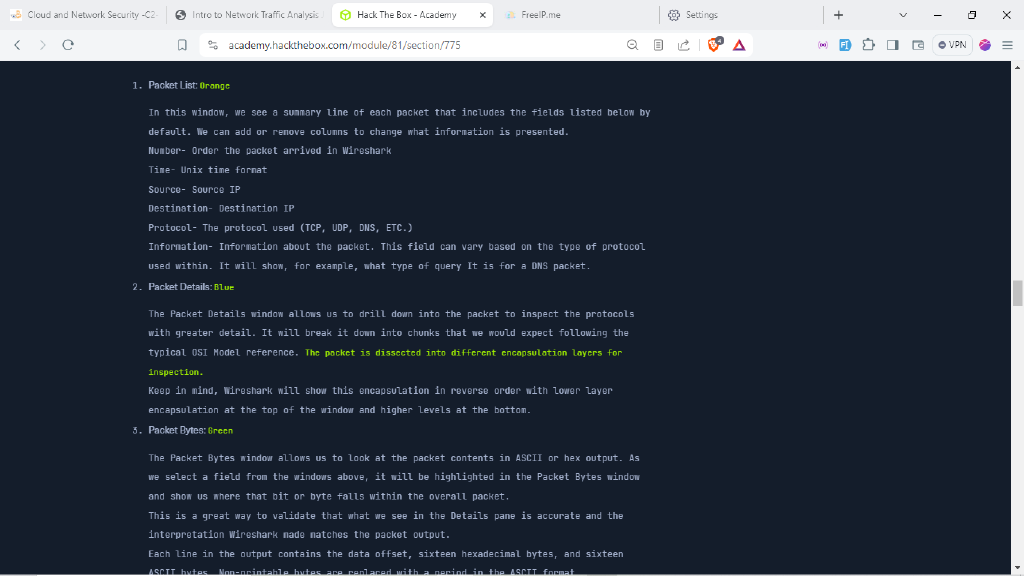 Cloud and Network Security -C2-
Intro to Network Traffic Analysis
Hack The Box - Academy
FreeIP.me
Settings
academy.hackthebox.com/module/81/section/775
4
VPN
1. Packet List: Orange
In this window, we see a summary line of each packet that includes the fields listed below by
default. We can add or remove columns to change what information is presented.
Number- Order the packet arrived in Wireshark
Time- Unix time format
Source- Source IP
Destination- Destination IP
Protocol- The protocol used (TCP, UDP, DNS, ETC.)
Information- Information about the packet. This field can vary based on the type of protocol
used within. It will show, for example, what type of query It is for a DNS packet.
2. Packet Details: Blue
The Packet Details window allows us to drill down into the packet to inspect the protocols
with greater detail. It will break it down into chunks that we would expect following the
typical OSI Model reference. The packet is dissected into different encapsulation layers for
inspection.
Keep in mind, Wireshark will show this encapsulation in reverse order with lower layer
encapsulation at the top of the window and higher levels at the bottom.
3. Packet Bytes: Green
The Packet Bytes window allows us to look at the packet contents in ASCII or hex output. As
we select a field from the windows above, it will be highlighted in the Packet Bytes window
and show us where that bit or byte falls within the overall packet.
This is a great way to validate that what we see in the Details pane is accurate and the
interpretation Wireshark made matches the packet output.
Each line in the output contains the data offset, sixteen hexadecimal bytes, and sixteen
ASCII bytes. Non-printable bytes are replaced with a period in the ASCII format.